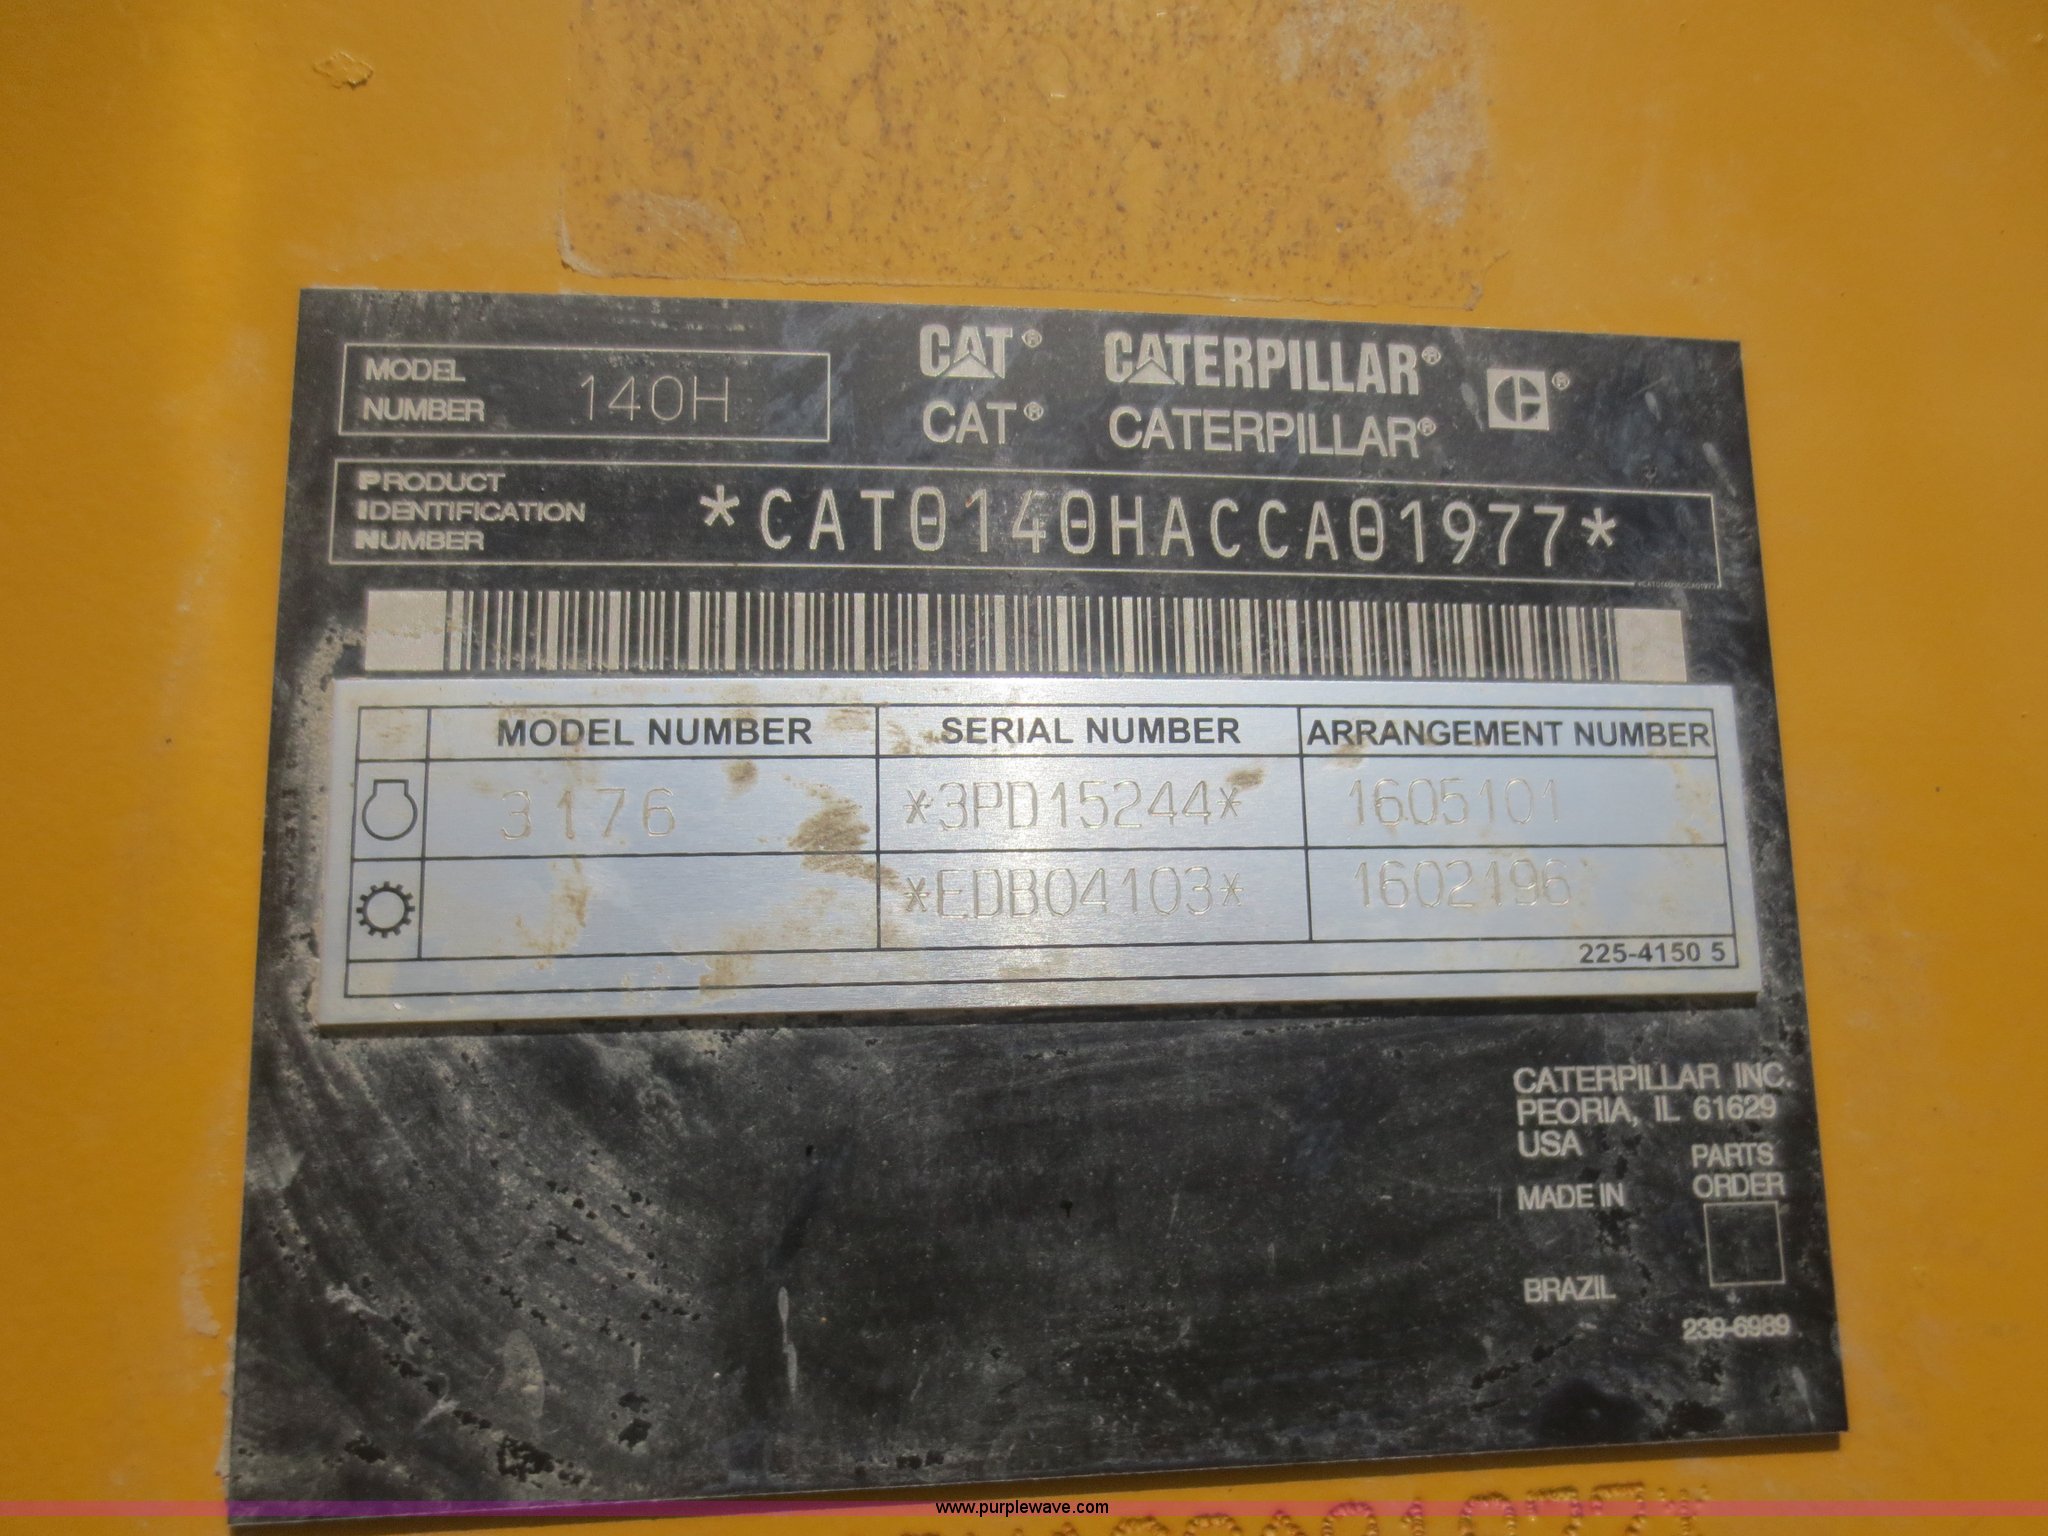 MODEL NUMBER 140H
CAT® CATERPILLAR®
CAT® CATERPILLAR®
PRODUCT IDENTIFICATION NUMBER *CAT0140HACCA01977*
MODEL NUMBER SERIAL NUMBER ARRANGEMENT NUMBER
3176 *3PD15244* 1605101
*EDB04103* 1602196
225-4150 5
CATERPILLAR INC.
PEORIA, IL 61629
USA
PARTS ORDER
MADE IN
BRAZIL
239-6989
www.purplewave.com